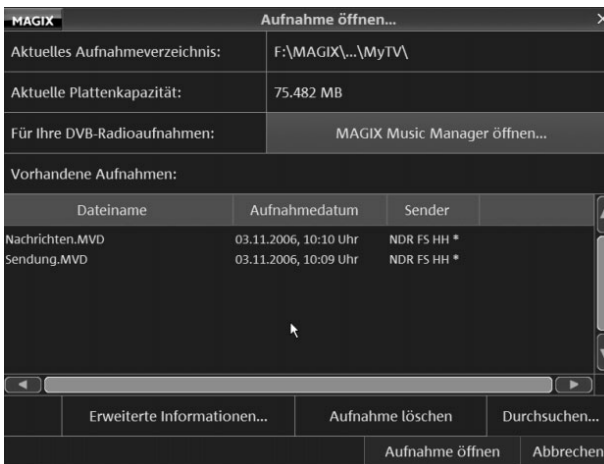 MAGIX Aufnahme öffnen...
Aktuelles Aufnahmeverzeichnis: F:\MAGIX\...\MyTV\
Aktuelle Plattenkapazität: 75.482 MB
Für Ihre DVB-Radioaufnahmen: MAGIX Music Manager öffnen...
Vorhandene Aufnahmen:
Dateiname Aufnahmedatum Sender
Nachrichten.MVD 03.11.2006, 10:10 Uhr NDR FS HH *
Sendung.MVD 03.11.2006, 10:09 Uhr NDR FS HH *
Erweiterte Informationen... Aufnahme löschen Durchsuchen...
Aufnahme öffnen Abbrechen